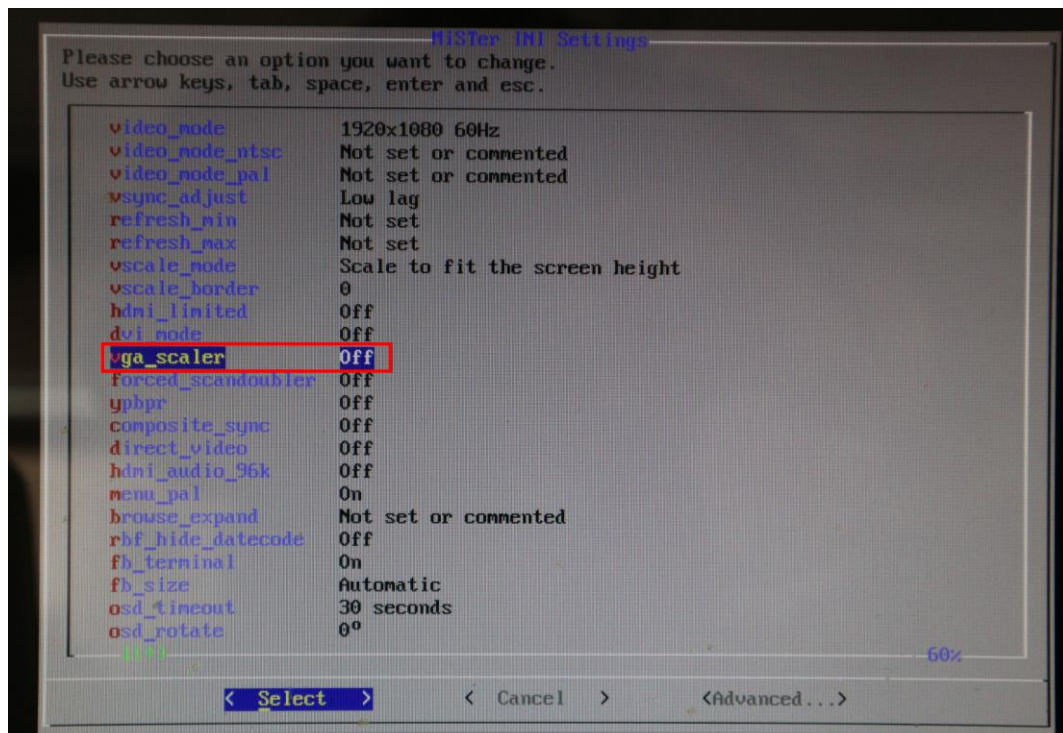 MiSTer INI Settings
Please choose an option you want to change.
Use arrow keys, tab, space, enter and esc.
video_mode 1920x1080 60Hz
video_mode_ntsc Not set or commented
video_mode_pal Not set or commented
vsync_adjust Low lag
refresh_min Not set
refresh_max Not set
vscale_mode Scale to fit the screen height
vscale_border 0
hdmi_limited Off
dvi_mode Off
vga_scaler Off
forced_scandoubler Off
ypbpr Off
composite_sync Off
direct_video Off
hdmi_audio_96k Off
menu_pal On
browse_expand Not set or commented
rbf_hide_datecode Off
fb_terminal On
fb_size Automatic
osd_timeout 30 seconds
osd_rotate 0º
↓(+) 60%
< Select > < Cancel > <Advanced...>